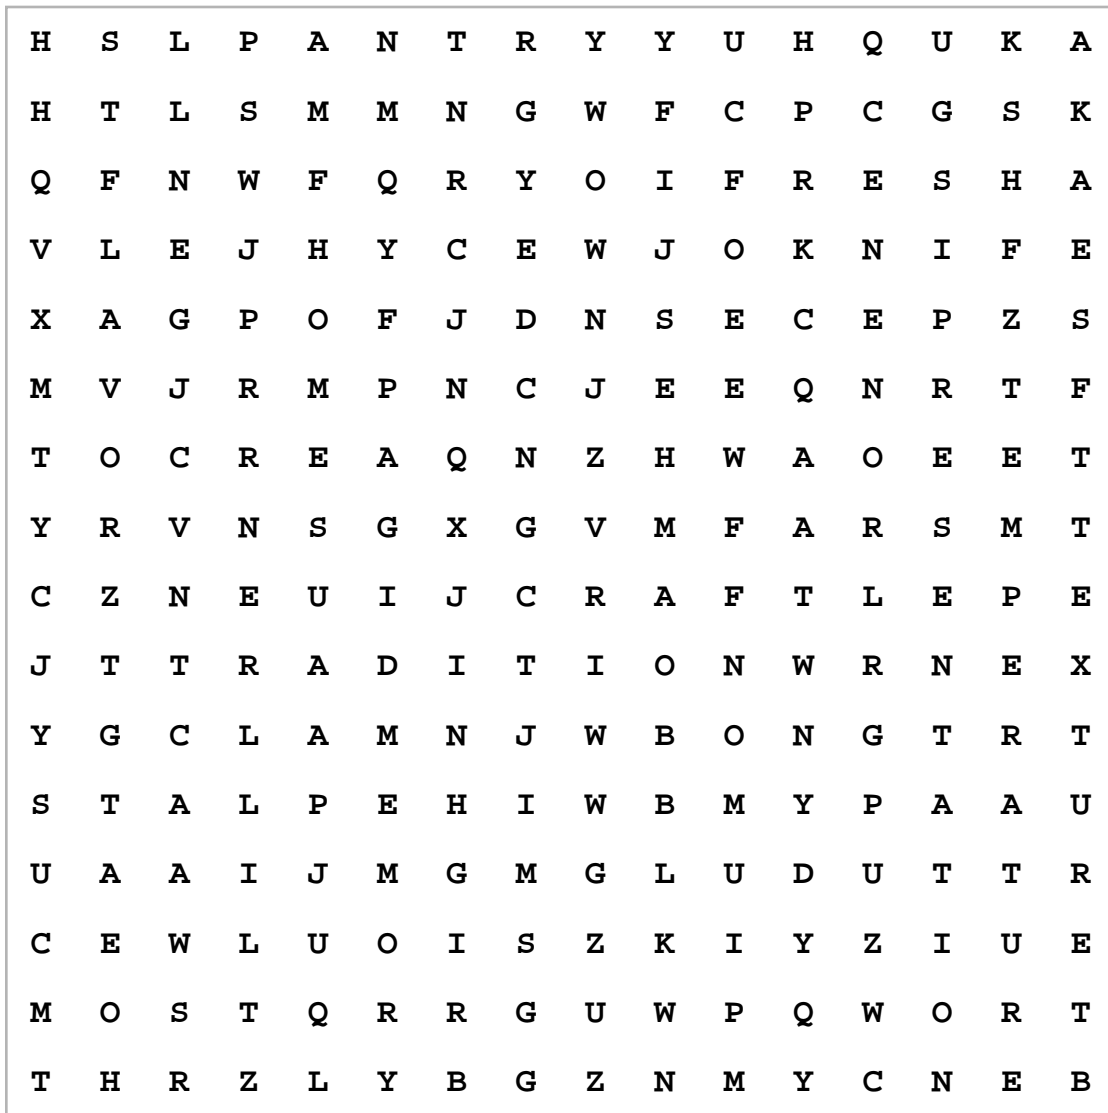 H S L P A N T R Y Y U H Q U K A
H T L S M M N G W F C P C G S K
Q F N W F Q R Y O I F R E S H A
V L E J H Y C E W J O K N I F E
X A G P O F J D N S E C E P Z S
M V J R M P N C J E E Q N R T F
T O C R E A Q N Z H W A O E E T
Y R V N S G X G V M F A R S M T
C Z N E U I J C R A F T L E P E
J T T R A D I T I O N W R N E X
Y G C L A M N J W B O N G T R T
S T A L P E H I W B M Y P A A U
U A A I J M G M G L U D U T T R
C E W L U O I S Z K I Y Z I U E
M O S T Q R R G U W P Q W O R T
T H R Z L Y B G Z N M Y C N E B